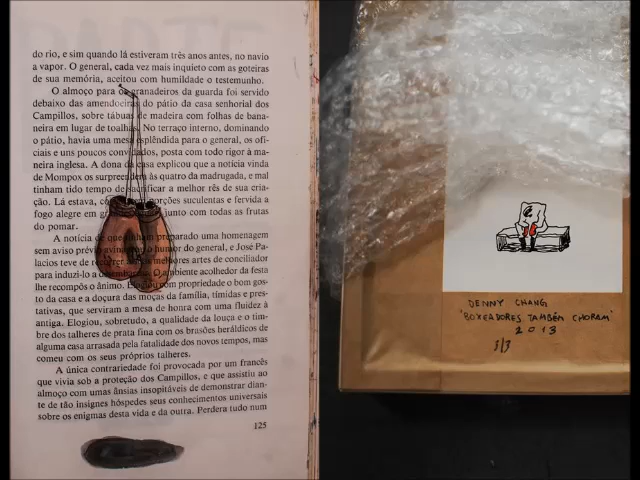 do rio, e sim quando lá estiveram três anos antes, no navio
a vapor. O general, cada vez mais inquieto com as goteiras
de sua memória, aceitou com humildade o testemunho.
O almoço para os granadeiros da guarda foi servido
debaixo das amendoeiras do pátio da casa senhorial dos
Campillos, sobre tábuas de madeira com folhas de bana-
neira em lugar de toalhas. No terraço interno, dominando
o pátio, havia uma mesa esplêndida para o general, os ofi-
ciais e uns poucos convidados, posta com todo rigor à ma-
neira inglesa. A dona da casa explicou que a notícia vinda
de Mompox os surpreendera às quatro da madrugada, e mal
tinham tido tempo de sacrificar a melhor rês de sua cria-
ção. Lá estava, em porções suculentas e fervida a
fogo alegre em junto com todas as frutas
do pomar.
A notícia de que tinham preparado uma homenagem
sem aviso prévio humor do general, e José Pa-
lacios teve de recorrer melhores artes de conciliador
para induzi-lo a desembarcar. O ambiente acolhedor da festa
lhe recompôs o ânimo. Elogiou com propriedade o bom gos-
to da casa e a doçura das moças da família, tímidas e pres-
tativas, que serviram a mesa de honra com uma fluidez à
antiga. Elogiou, sobretudo, a qualidade da louça e o tim-
bre dos talheres de prata fina com os brasões heráldicos de
alguma casa arrasada pela fatalidade dos novos tempos, mas
comeu com os seus próprios talheres.
A única contrariedade foi provocada por um francês
que vivia sob a proteção dos Campillos, e que assistiu ao
almoço com umas ânsias insopitáveis de demonstrar dian-
te de tão insignes hóspedes seus conhecimentos universais
sobre os enigmas desta vida e da outra. Perdera tudo num
125
DENNY CHANG
"BOXEADORES TAMBÉM CHORAM"
2013
3/3